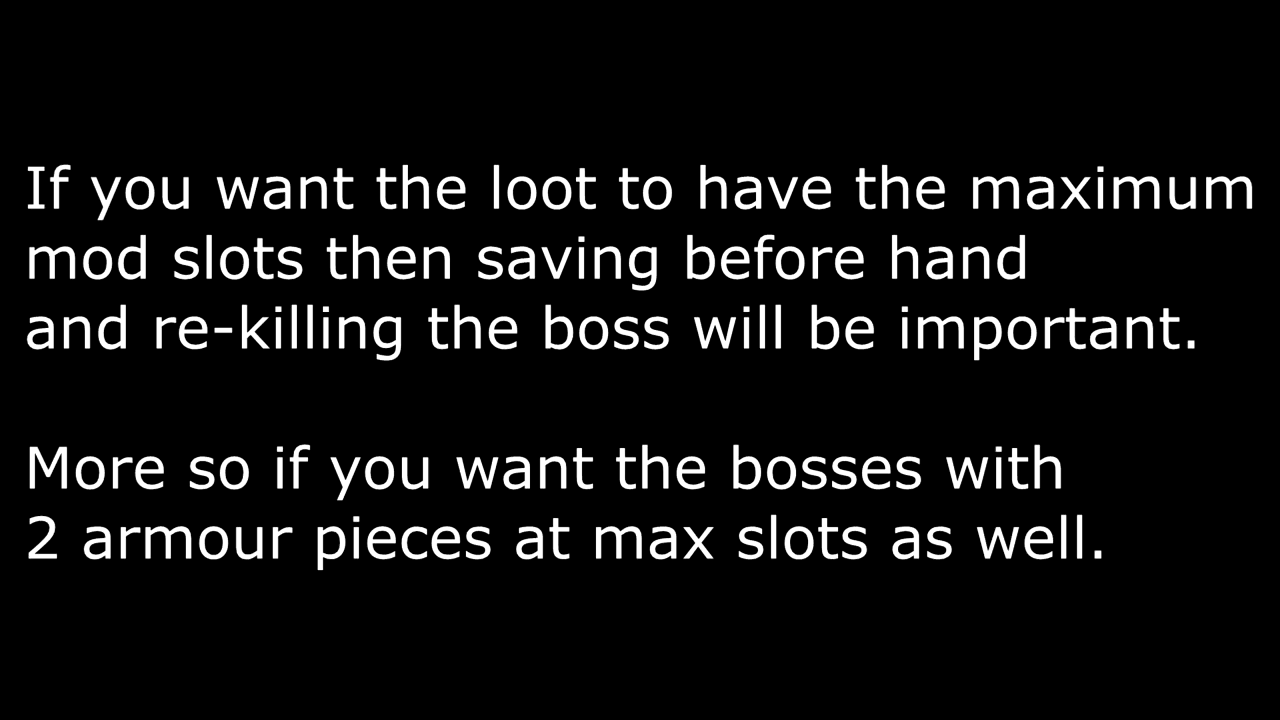 If you want the loot to have the maximum
mod slots then saving before hand
and re-killing the boss will be important.
More so if you want the bosses with
2 armour pieces at max slots as well.